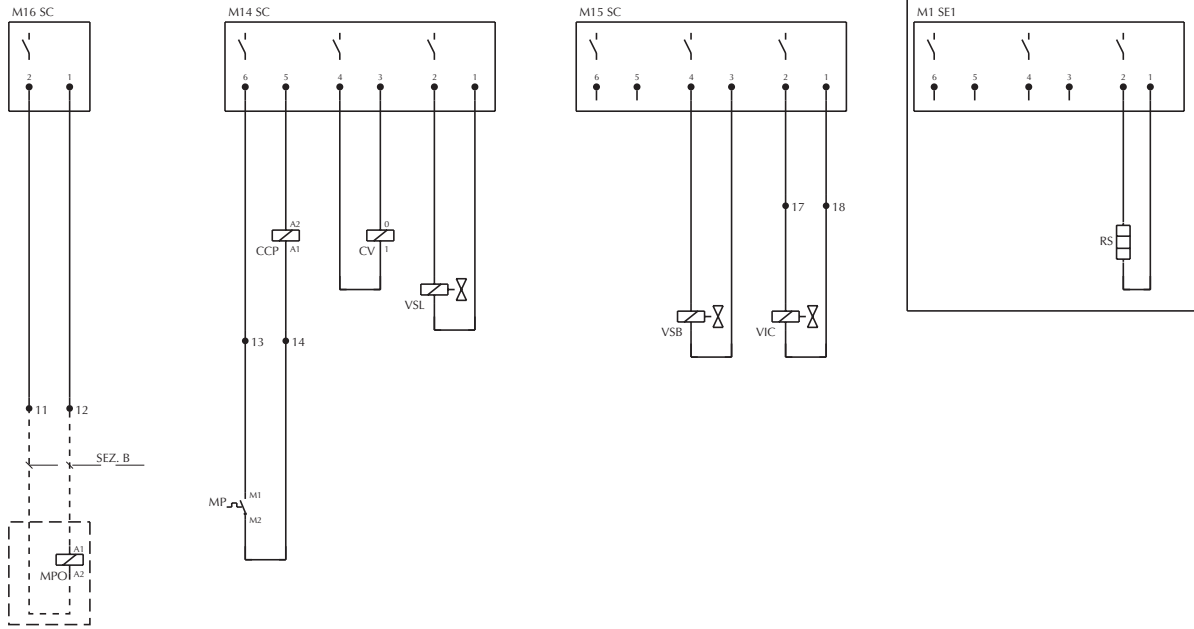 M16 SC M14 SC M15 SC M1 SE1
2 1 6 5 4 3 2 1 6 5 4 3 2 1 6 5 4 3 2 1
17 18
A2 0
CCP A1 CV 1 RS
VSL
VSB VIC
13 14
11 12
SEZ. B
MP M1
M2
A1
MPO A2